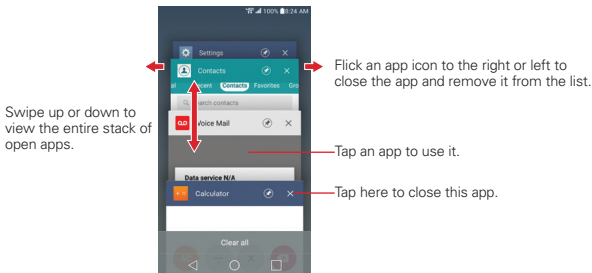 100% 8:24 AM
Settings
Contacts
Recent Contacts Favorites Gro
Search contacts
Voice Mail
Data service N/A
Calculator
Clear all
Flick an app icon to the right or left to
close the app and remove it from the list.
Swipe up or down to
view the entire stack of
open apps.
Tap an app to use it.
Tap here to close this app.